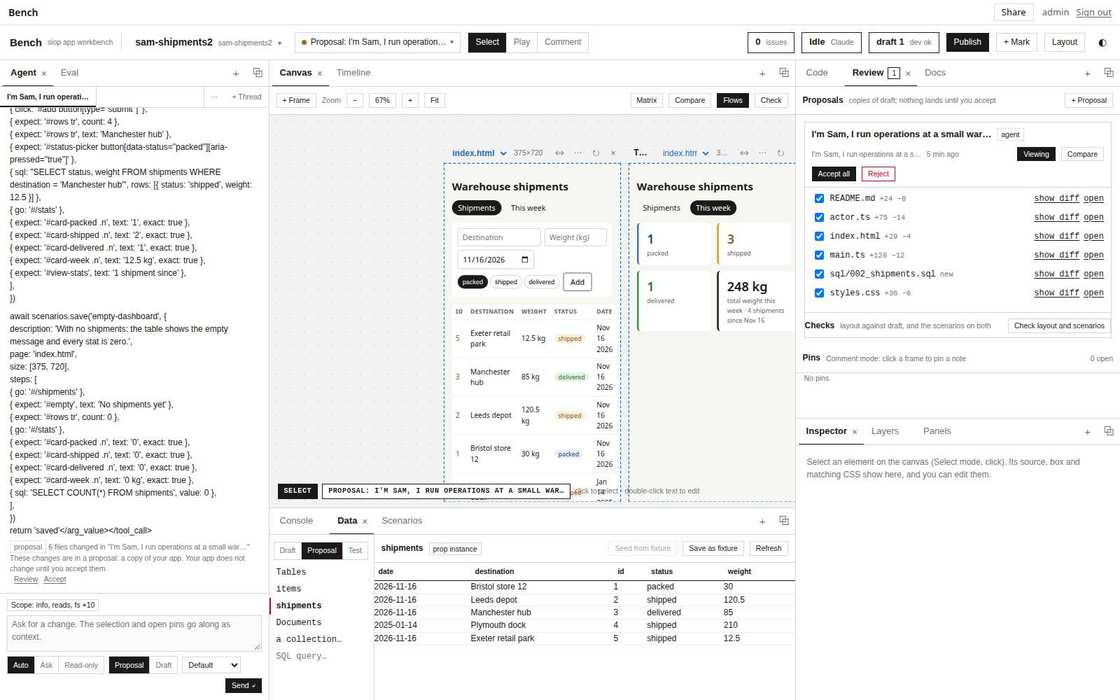 Bench
Share
admin
Sign out
Bench
slop app workbench
sam-shipments2
sam-shipments2
Proposal: I'm Sam, I run operation…
Select
Play
Comment
0 issues
Idle Claude
draft 1 dev ok
Publish
+ Mark
Layout
Agent
Eval
I'm Sam, I run operati…
+ Thread
{ click: '#add button[type="submit"]' },
{ expect: '#rows tr', count: 4 },
{ expect: '#rows tr', text: 'Manchester hub' },
{ expect: '#status-picker button[data-status="packed"][aria-
pressed="true"]' },
{ sql: "SELECT status, weight FROM shipments WHERE
destination = 'Manchester hub'", rows: [{ status: 'shipped', weight:
12.5 }] },
{ go: '#/stats' },
{ expect: '#card-packed .n', text: '1', exact: true },
{ expect: '#card-shipped .n', text: '2', exact: true },
{ expect: '#card-delivered .n', text: '1', exact: true },
{ expect: '#card-week .n', text: '12.5 kg', exact: true },
{ expect: '#view-stats', text: '1 shipment since' },
],
})
await scenarios.save('empty-dashboard', {
description: 'With no shipments: the table shows the empty
message and every stat is zero.',
page: 'index.html',
size: [375, 720],
steps: [
{ go: '#/shipments' },
{ expect: '#empty', text: 'No shipments yet' },
{ expect: '#rows tr', count: 0 },
{ go: '#/stats' },
{ expect: '#card-packed .n', text: '0', exact: true },
{ expect: '#card-shipped .n', text: '0', exact: true },
{ expect: '#card-delivered .n', text: '0', exact: true },
{ expect: '#card-week .n', text: '0 kg', exact: true },
{ sql: 'SELECT COUNT(*) FROM shipments', value: 0 },
],
})
return 'saved'</arg_value></tool_call>
proposal 6 files changed in "I'm Sam, I run operations at a small war…"
These changes are in a proposal: a copy of your app. Your app does not
change until you accept them.
Review Accept
Scope: info, reads, fs +10
Ask for a change. The selection and open pins go along as
context.
Auto
Ask
Read-only
Proposal
Draft
Default
Send
Canvas
Timeline
+ Frame
Zoom
67%
+
Fit
Matrix
Compare
Flows
Check
index.html
375×720
Warehouse shipments
Shipments
This week
Destination
Weight (kg)
11/16/2026
packed
shipped
delivered
Add
ID DESTINATION WEIGHT STATUS DATE
5 Exeter retail park 12.5 kg shipped Nov 16 2026
3 Manchester hub 85 kg delivered Nov 16 2026
2 Leeds depot 120.5 kg shipped Nov 16 2026
1 Bristol store 12 30 kg packed Nov 16 2026
Jan
14
T…
3…
Warehouse shipments
Shipments
This week
1
packed
3
shipped
1
delivered
248 kg
total weight this
week · 4 shipments
since Nov 16
SELECT
PROPOSAL: I'M SAM, I RUN OPERATIONS AT A SMALL WAR…
click to select · double-click text to edit
Console
Data
Scenarios
Draft
Proposal
Test
shipments
prop instance
Seed from fixture
Save as fixture
Refresh
Tables
items
shipments
Documents
a collection…
SQL query…
date destination id status weight
2026-11-16 Bristol store 12 1 packed 30
2026-11-16 Leeds depot 2 shipped 120.5
2026-11-16 Manchester hub 3 delivered 85
2025-01-14 Plymouth dock 4 shipped 210
2026-11-16 Exeter retail park 5 shipped 12.5
Code
Review 1
Docs
Proposals copies of draft; nothing lands until you accept
+ Proposal
I'm Sam, I run operations at a small war…
agent
I'm Sam, I run operations at a s…
5 min ago
Viewing
Compare
Accept all
Reject
README.md +24 show diff open
actor.ts +75 −14 show diff open
index.html show diff open
main.ts show diff open
sql/002_shipments.sql new show diff open
styles.css show diff open
Checks layout against draft, and the scenarios on both
Check layout and scenarios
Pins Comment mode: click a frame to pin a note
0 open
No pins.
Inspector
Layers
Panels
Select an element on the canvas (Select mode, click). Its source, box and
matching CSS show here, and you can edit them.